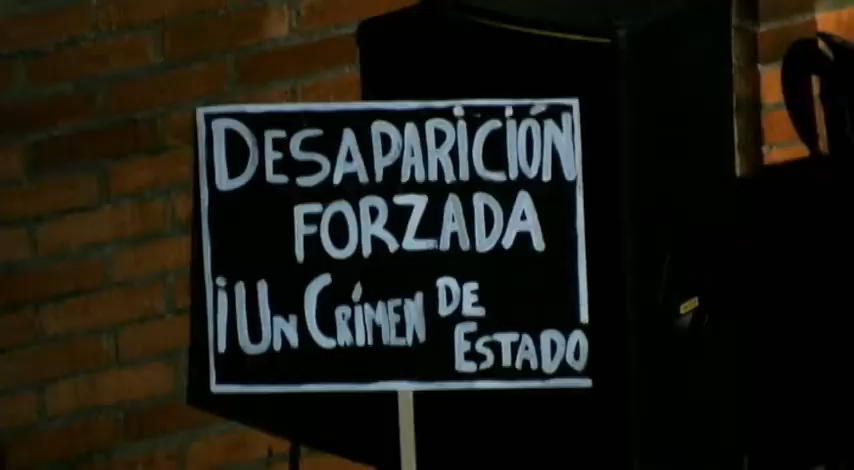 DESAPARICIÓN
FORZADA
¡UN CRÍMEN DE
ESTADO